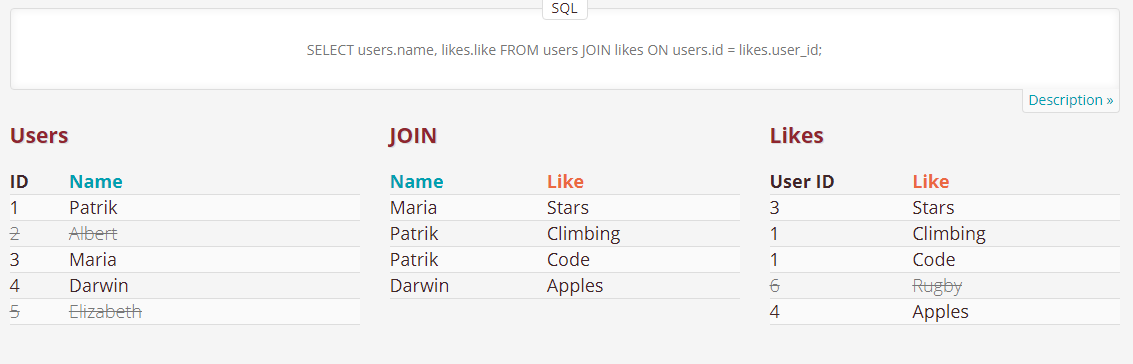 SQL
SELECT users.name, likes.like FROM users JOIN likes ON users.id = likes.user_id;
Description »
Users
ID Name
1 Patrik
2 Albert
3 Maria
4 Darwin
5 Elizabeth
JOIN
Name Like
Maria Stars
Patrik Climbing
Patrik Code
Darwin Apples
Likes
User ID Like
3 Stars
1 Climbing
1 Code
6 Rugby
4 Apples